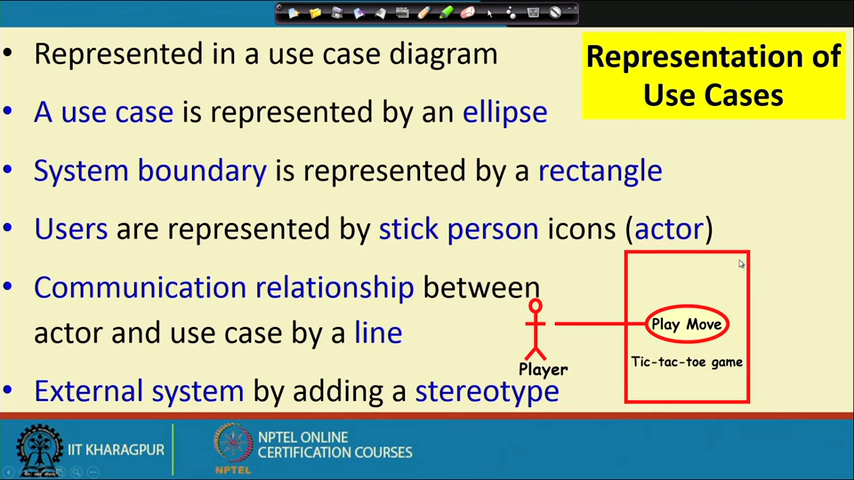 Representation of
Use Cases
• Represented in a use case diagram
• A use case is represented by an ellipse
• System boundary is represented by a rectangle
• Users are represented by stick person icons (actor)
• Communication relationship between
actor and use case by a line
• External system by adding a stereotype
Play Move
Tic-tac-toe game
Player
IIT KHARAGPUR
NPTEL
NPTEL ONLINE
CERTIFICATION COURSES